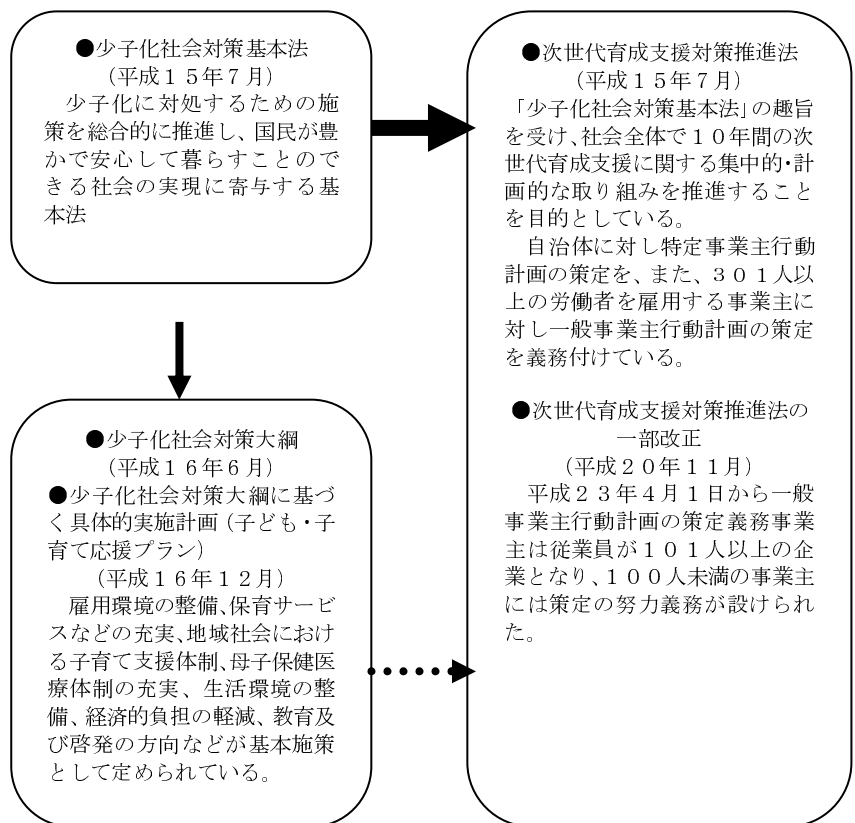 ●少子化社会対策基本法
（平成１５年７月）
少子化に対処するための施
策を総合的に推進し、国民が豊
かで安心して暮らすことので
きる社会の実現に寄与する基
本法
●少子化社会対策大綱
（平成１６年６月）
●少子化社会対策大綱に基づ
く具体的実施計画（子ども・子
育て応援プラン）
（平成１６年１２月）
雇用環境の整備、保育サービ
スなどの充実、地域社会におけ
る子育て支援体制、母子保健医
療体制の充実、生活環境の整
備、経済的負担の軽減、教育及
び啓発の方向などが基本施策
として定められている。
●次世代育成支援対策推進法
（平成１５年７月）
「少子化社会対策基本法」の趣旨
を受け、社会全体で１０年間の次
世代育成支援に関する集中的・計
画的な取り組みを推進すること
を目的としている。
自治体に対し特定事業主行動
計画の策定を、また、３０１人以
上の労働者を雇用する事業主に
対し一般事業主行動計画の策定
を義務付けている。
●次世代育成支援対策推進法の
一部改正
（平成２０年１１月）
平成２３年４月１日から一般
事業主行動計画の策定義務事業
主は従業員が１０１人以上の企
業となり、１００人未満の事業主
には策定の努力義務が設けられ
た。